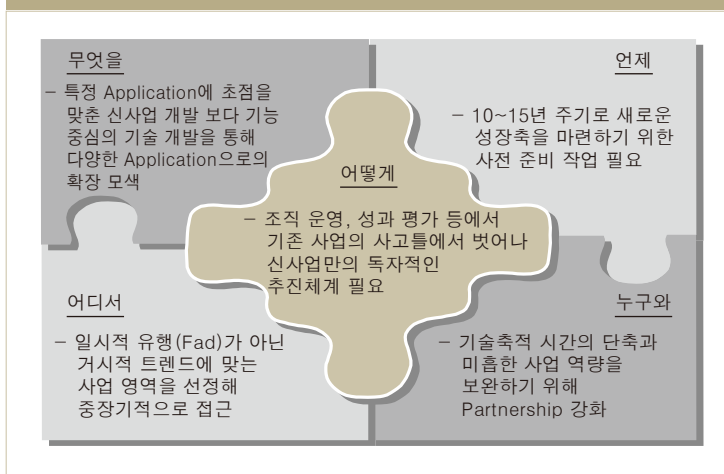 무엇을
– 특정 Application에 초점을
맞춘 신사업 개발 보다 기능
중심의 기술 개발을 통해
다양한 Application으로의
확장 모색
언제
– 10~15년 주기로 새로운
성장축을 마련하기 위한
사전 준비 작업 필요
어떻게
– 조직 운영, 성과 평가 등에서
기존 사업의 사고틀에서 벗어나
신사업만의 독자적인
추진체계 필요
어디서
– 일시적 유행(Fad)가 아닌
거시적 트렌드에 맞는
사업 영역을 선정해
중장기적으로 접근
누구와
– 기술축적 시간의 단축과
미흡한 사업 역량을
보완하기 위해
Partnership 강화